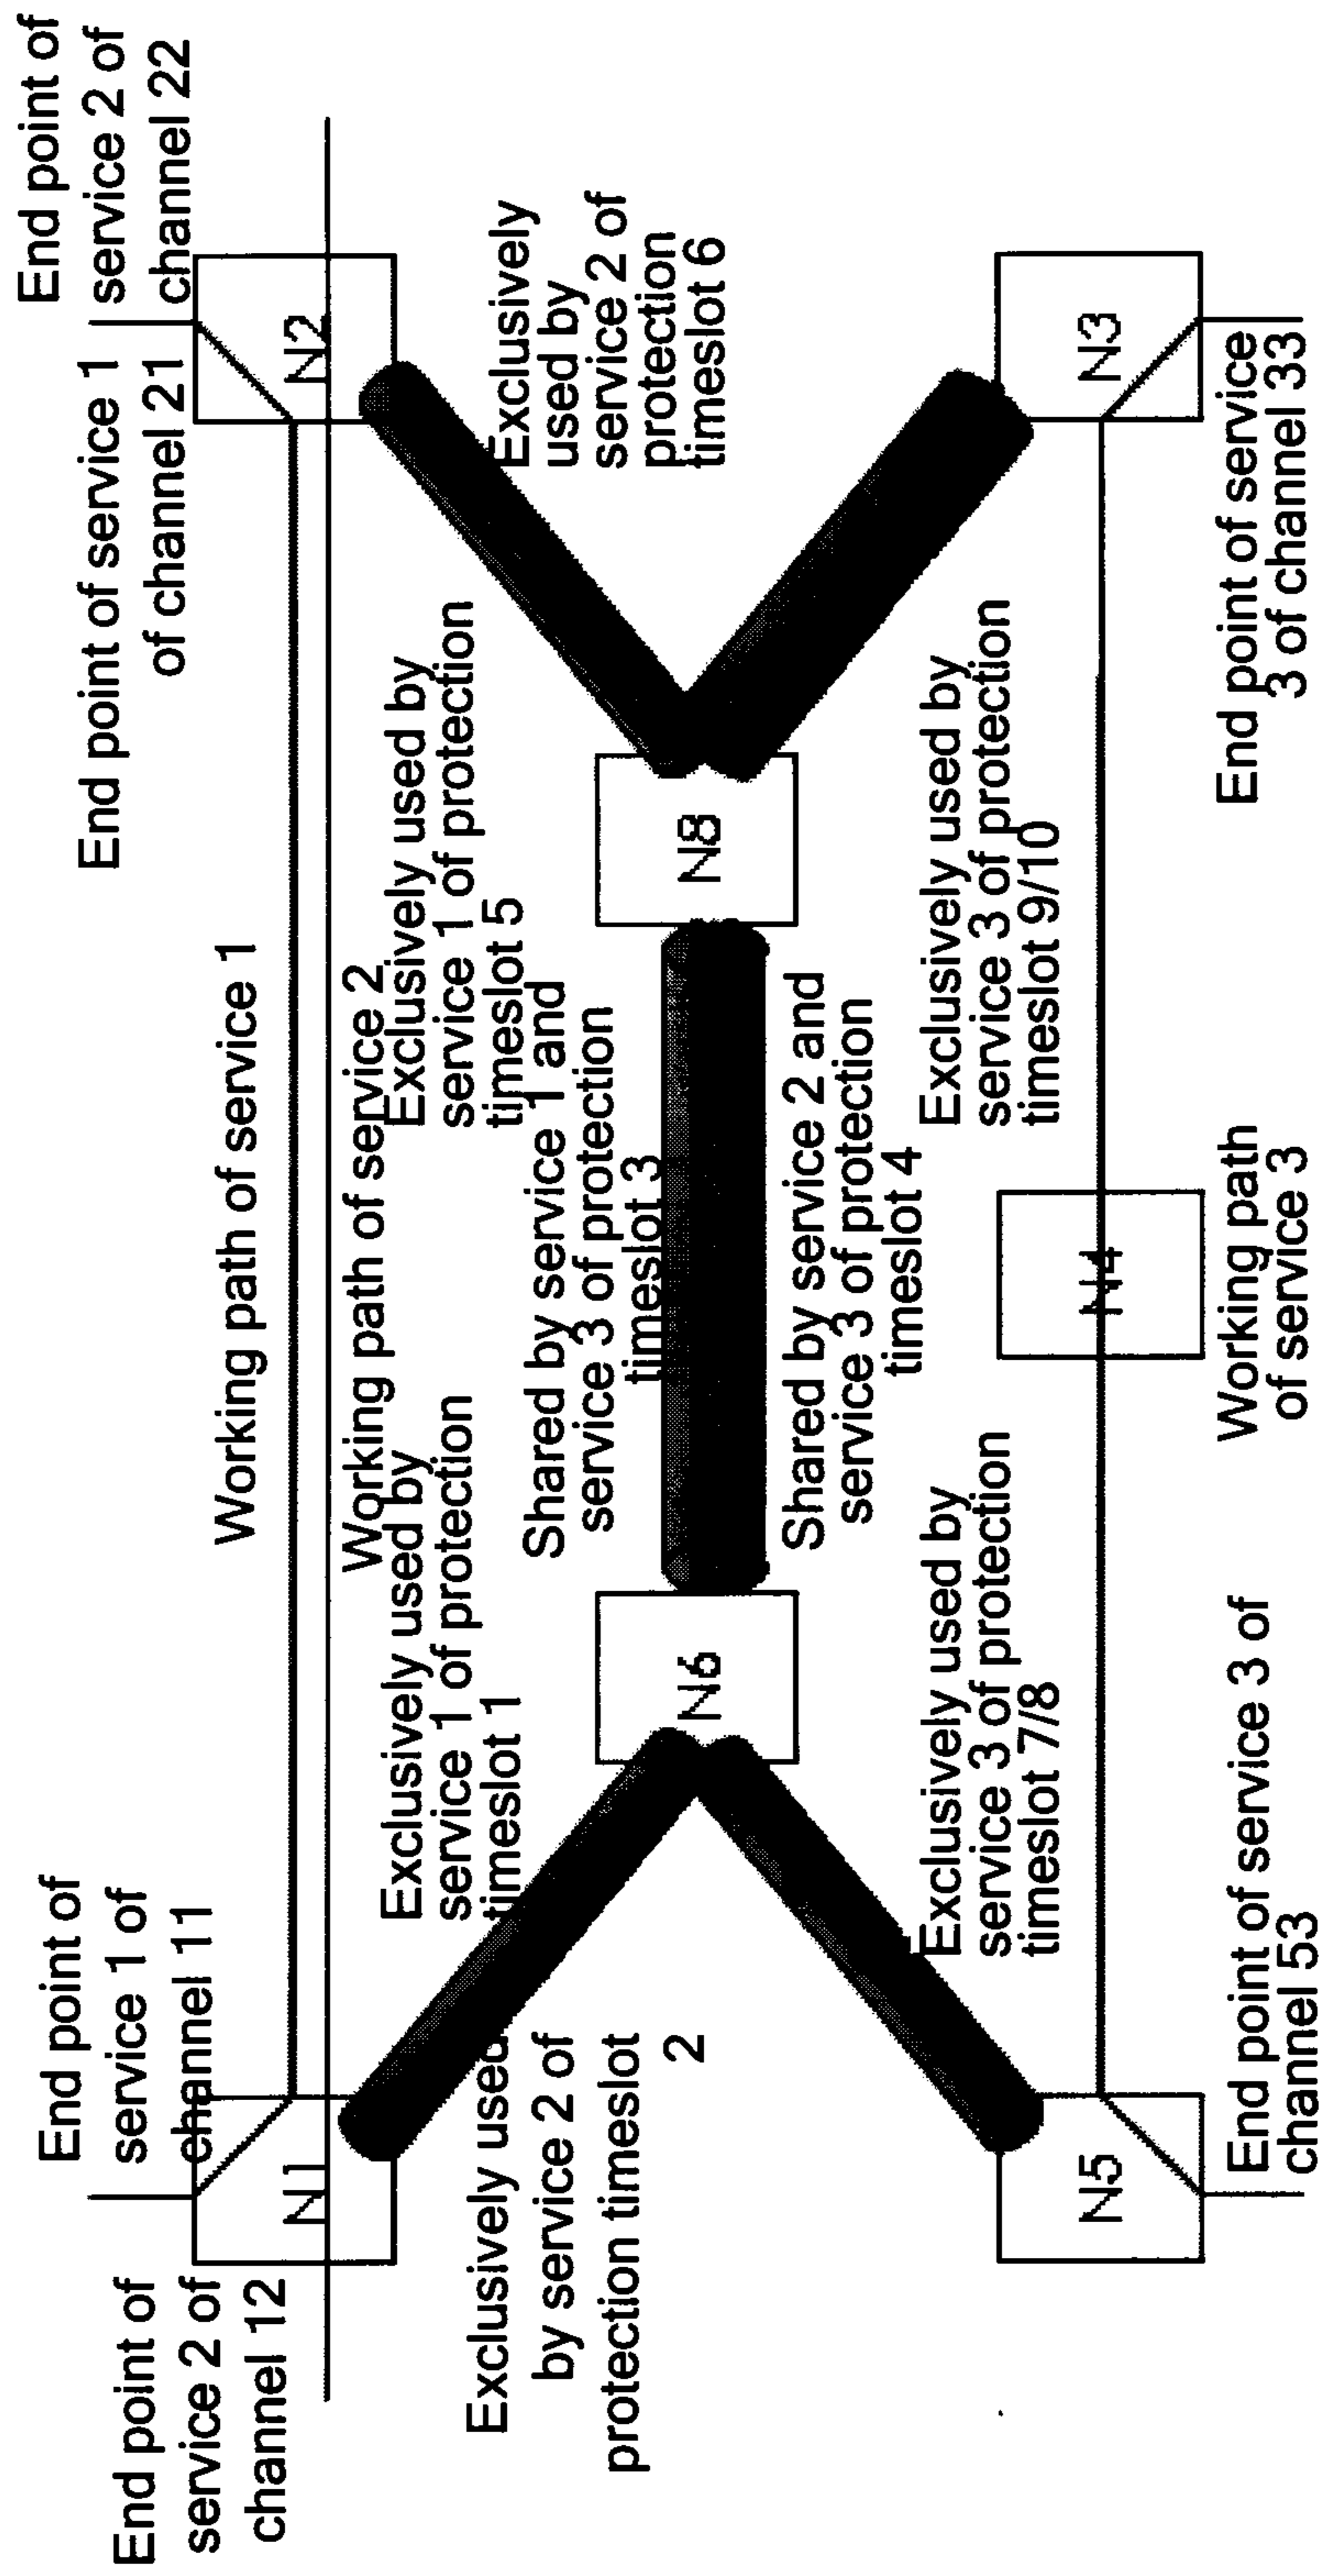 End point of
service 2 of
channel 12
End point of
service 1 of
channel 11
N1
Working path of service 1
Working path of service 2
End point of service 1
of channel 21
End point of
service 2 of
channel 22
N2
Exclusively used by
service 1 of protection
timeslot 1
Exclusively used by
service 1 of protection
timeslot 5
Exclusively used
by service 2 of
protection timeslot
2
Shared by service 1 and
service 3 of protection
timeslot 3
Exclusively
used by
service 2 of
protection
timeslot 6
N6
N8
Shared by service 2 and
service 3 of protection
timeslot 4
Exclusively used by
service 3 of protection
timeslot 7/8
Exclusively used by
service 3 of protection
timeslot 9/10
N5
N4
N3
End point of service 3 of
channel 53
Working path
of service 3
End point of service
3 of channel 33